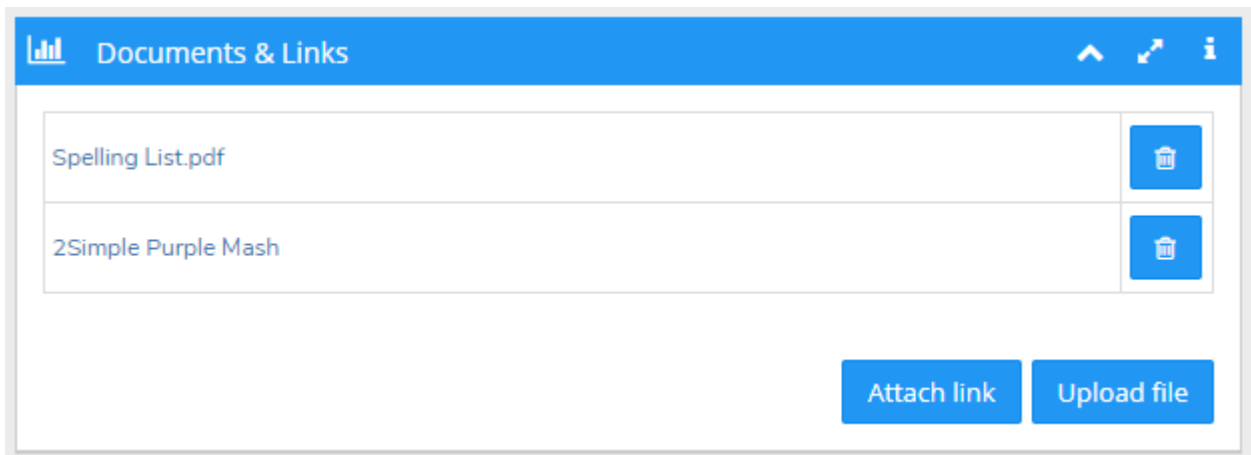 Documents & Links
Spelling List.pdf
2Simple Purple Mash
Attach link
Upload file